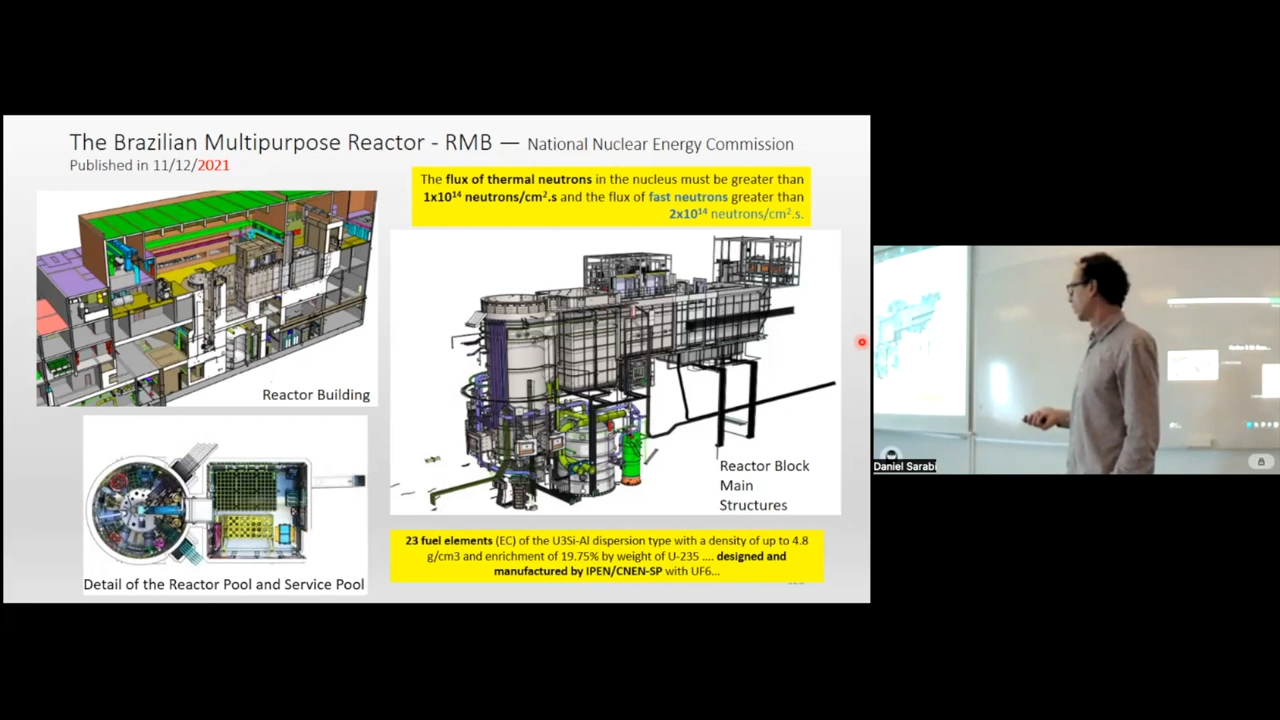 The Brazilian Multipurpose Reactor - RMB — National Nuclear Energy Commission
Published in 11/12/2021
The flux of thermal neutrons in the nucleus must be greater than
1x10¹⁴ neutrons/cm².s and the flux of fast neutrons greater than
2x10¹⁴ neutrons/cm².s.
Reactor Building
Reactor Block
Main
Structures
Detail of the Reactor Pool and Service Pool
23 fuel elements (EC) of the U3Si-Al dispersion type with a density of up to 4.8
g/cm3 and enrichment of 19.75% by weight of U-235 .... designed and
manufactured by IPEN/CNEN-SP with UF6...
Daniel Sarabi